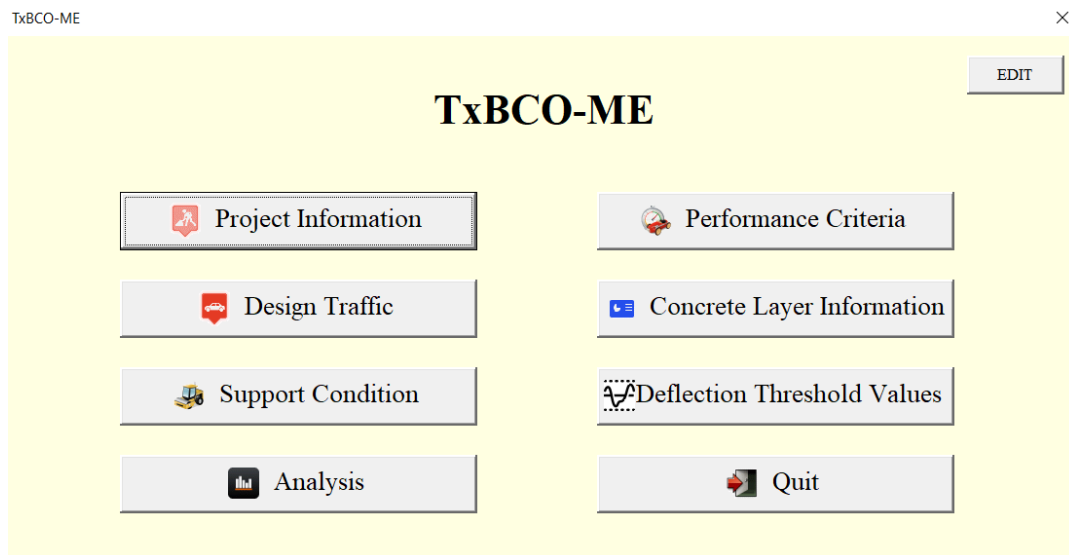 TxBCO-ME
EDIT
TxBCO-ME
Project Information
Performance Criteria
Design Traffic
Concrete Layer Information
Support Condition
Deflection Threshold Values
Analysis
Quit